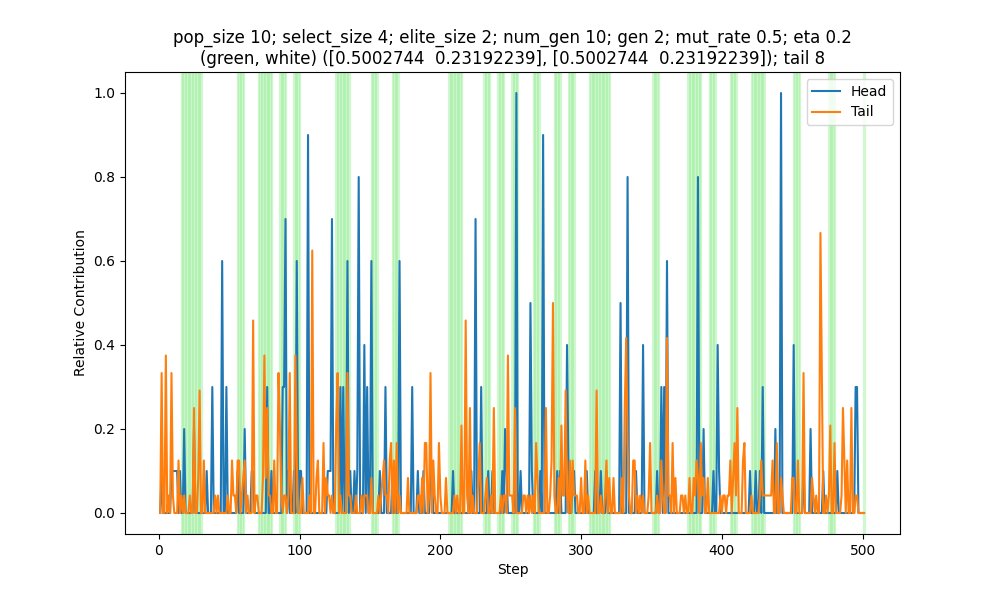 pop_size 10; select_size 4; elite_size 2; num_gen 10; gen 2; mut_rate 0.5; eta 0.2
(green, white) ([0.5002744  0.23192239], [0.5002744  0.23192239]); tail 8
Head
Tail
Relative Contribution
1.0
0.8
0.6
0.4
0.2
0.0
0 100 200 300 400 500
Step